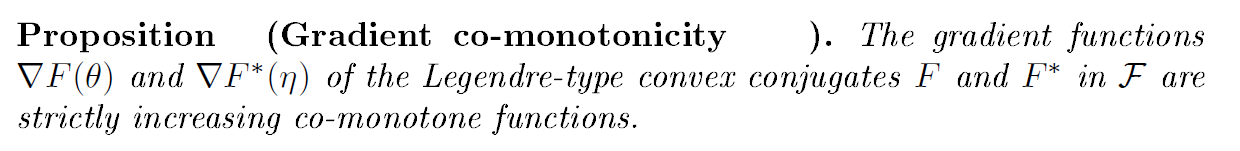 Proposition (Gradient co-monotonicity ). The gradient functions
∇F(θ) and ∇F*(η) of the Legendre-type convex conjugates F and F* in ℱ are
strictly increasing co-monotone functions.